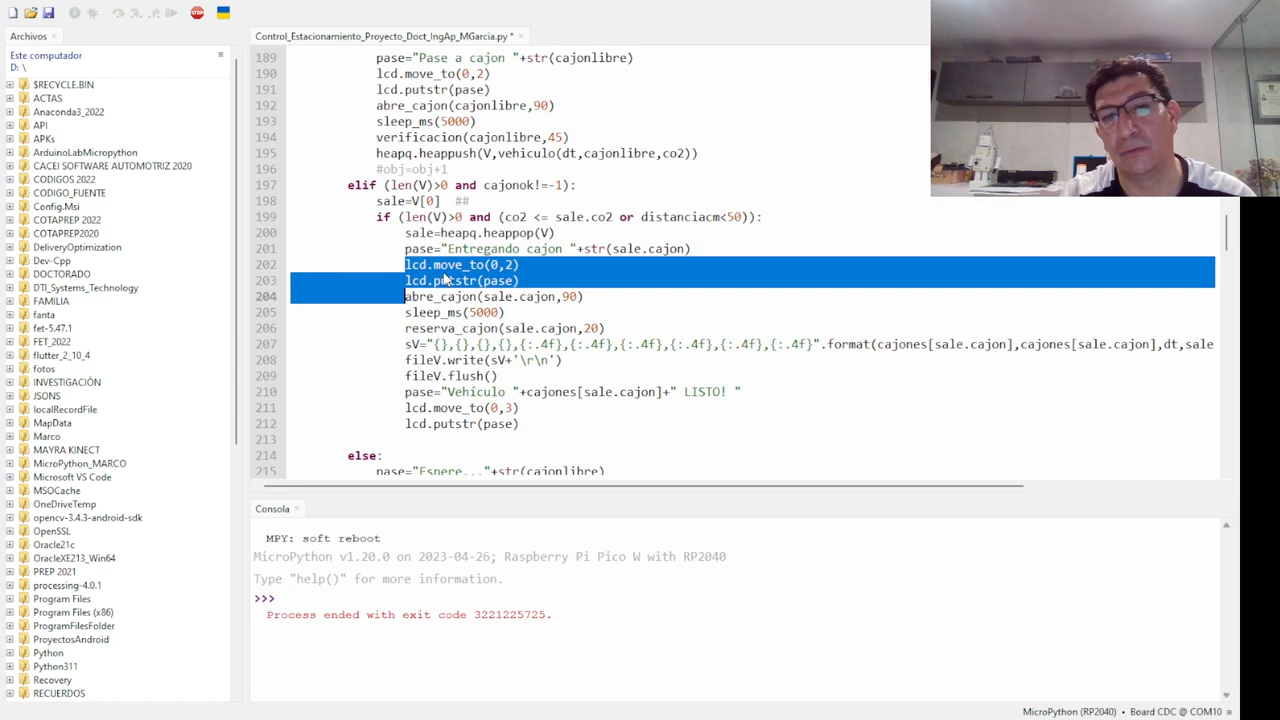 STOP
Archivos
Este computador
D: \
$RECYCLE.BIN
ACTAS
Anaconda3_2022
API
APKs
ArduinoLabMicropython
CACEI SOFTWARE AUTOMOTRIZ 2020
CODIGOS 2022
CODIGO_FUENTE
Config.Msi
COTAPREP 2022
COTAPREP2020
DeliveryOptimization
Dev-Cpp
DOCTORADO
DTI_Systems_Technology
FAMILIA
fanta
fet-5.47.1
FET_2022
flutter_2_10_4
fotos
INVESTIGACIÓN
JSONS
localRecordFile
MapData
Marco
MAYRA KINECT
MicroPython_MARCO
Microsoft VS Code
MSOCache
OneDriveTemp
opencv-3.4.3-android-sdk
OpenSSL
Oracle21c
OracleXE213_Win64
PREP 2021
processing-4.0.1
Program Files
Program Files (x86)
ProgramFilesFolder
ProyectosAndroid
Python
Python311
Recovery
RECUERDOS
Control_Estacionamiento_Proyecto_Doct_IngAp_MGarcia.py *
189 pase="Pase a cajon "+str(cajonlibre)
190 lcd.move_to(0,2)
191 lcd.putstr(pase)
192 abre_cajon(cajonlibre,90)
193 sleep_ms(5000)
194 verificacion(cajonlibre,45)
195 heapq.heappush(V,vehiculo(dt,cajonlibre,co2))
196 #obj=obj+1
197 elif (len(V)>0 and cajonok!=-1):
198 sale=V[0] ##
199 if (len(V)>0 and (co2 <= sale.co2 or distanciacm<50)):
200 sale=heapq.heappop(V)
201 pase="Entregando cajon "+str(sale.cajon)
202 lcd.move_to(0,2)
203 lcd.putstr(pase)
204 abre_cajon(sale.cajon,90)
205 sleep_ms(5000)
206 reserva_cajon(sale.cajon,20)
207 sV="{},{},{},{},{:.4f},{:.4f},{:.4f},{:.4f},{:.4f},{:.4f}".format(cajones[sale.cajon],cajones[sale.cajon],dt,sale
208 fileV.write(sV+'\r\n')
209 fileV.flush()
210 pase="Vehículo "+cajones[sale.cajon]+" LISTO! "
211 lcd.move_to(0,3)
212 lcd.putstr(pase)
213
214 else:
215 pase="Espere..."+str(cajonlibre)
Consola
MPY: soft reboot
MicroPython v1.20.0 on 2023-04-26; Raspberry Pi Pico W with RP2040
Type "help()" for more information.
>>>
Process ended with exit code 3221225725.
MicroPython (RP2040) • Board CDC @ COM10